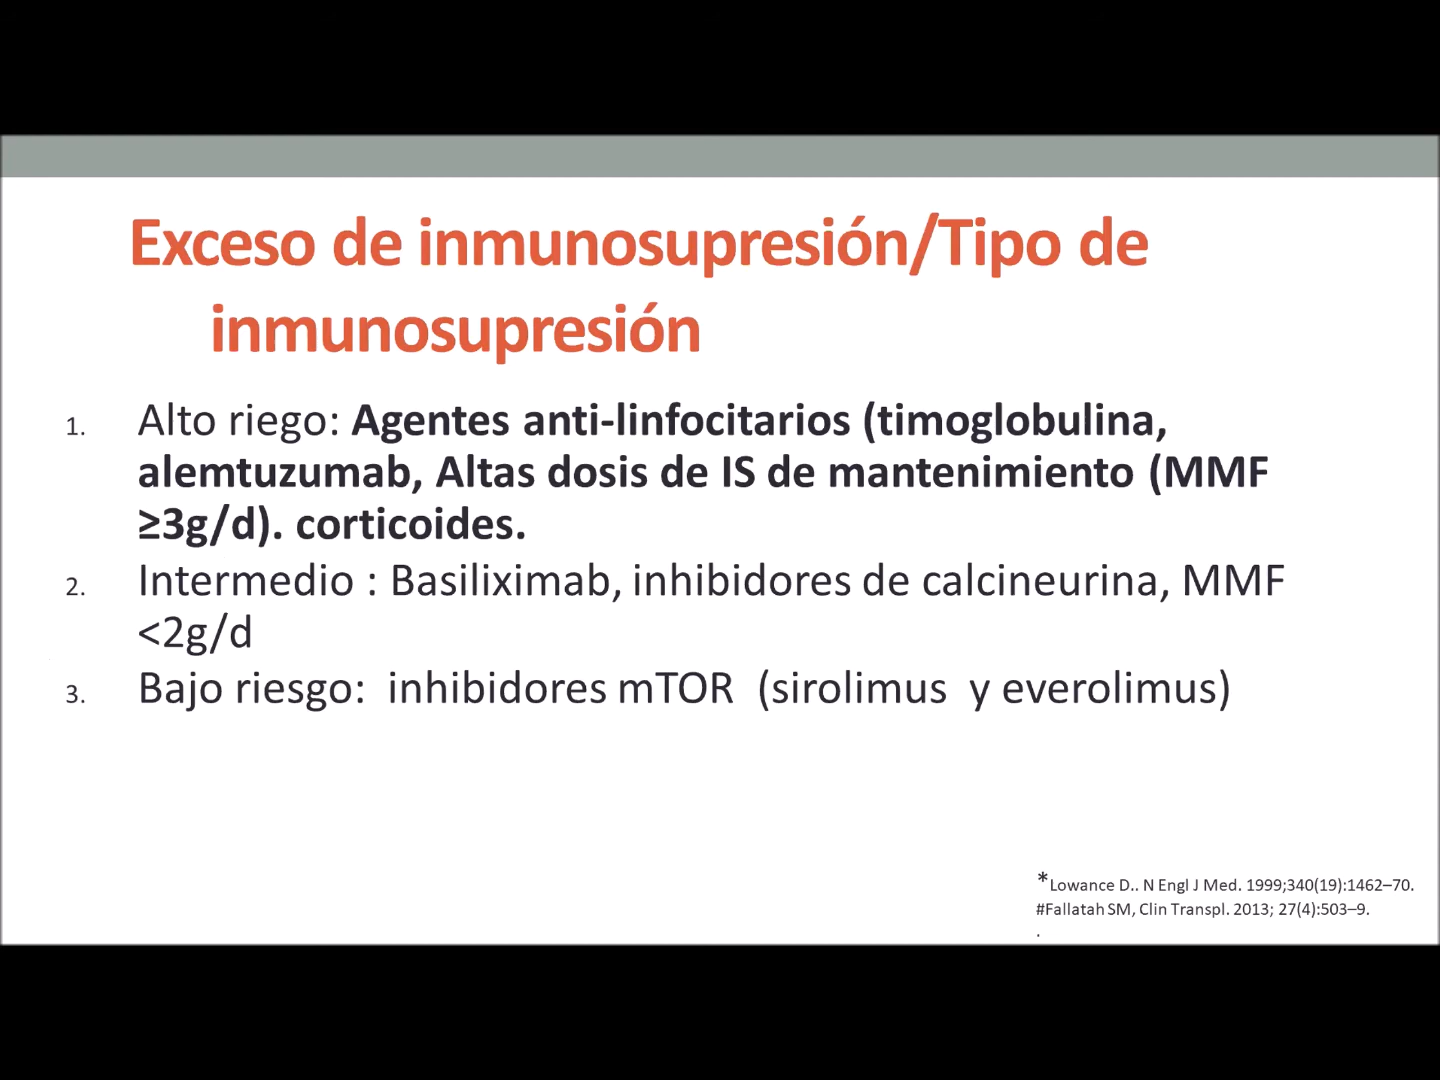 Exceso de inmunosupresión/Tipo de
inmunosupresión
1. Alto riego: Agentes anti-linfocitarios (timoglobulina,
alemtuzumab, Altas dosis de IS de mantenimiento (MMF
≥3g/d). corticoides.
2. Intermedio : Basiliximab, inhibidores de calcineurina, MMF
<2g/d
3. Bajo riesgo: inhibidores mTOR (sirolimus y everolimus)
*Lowance D.. N Engl J Med. 1999;340(19):1462–70.
#Fallatah SM, Clin Transpl. 2013; 27(4):503–9.
.